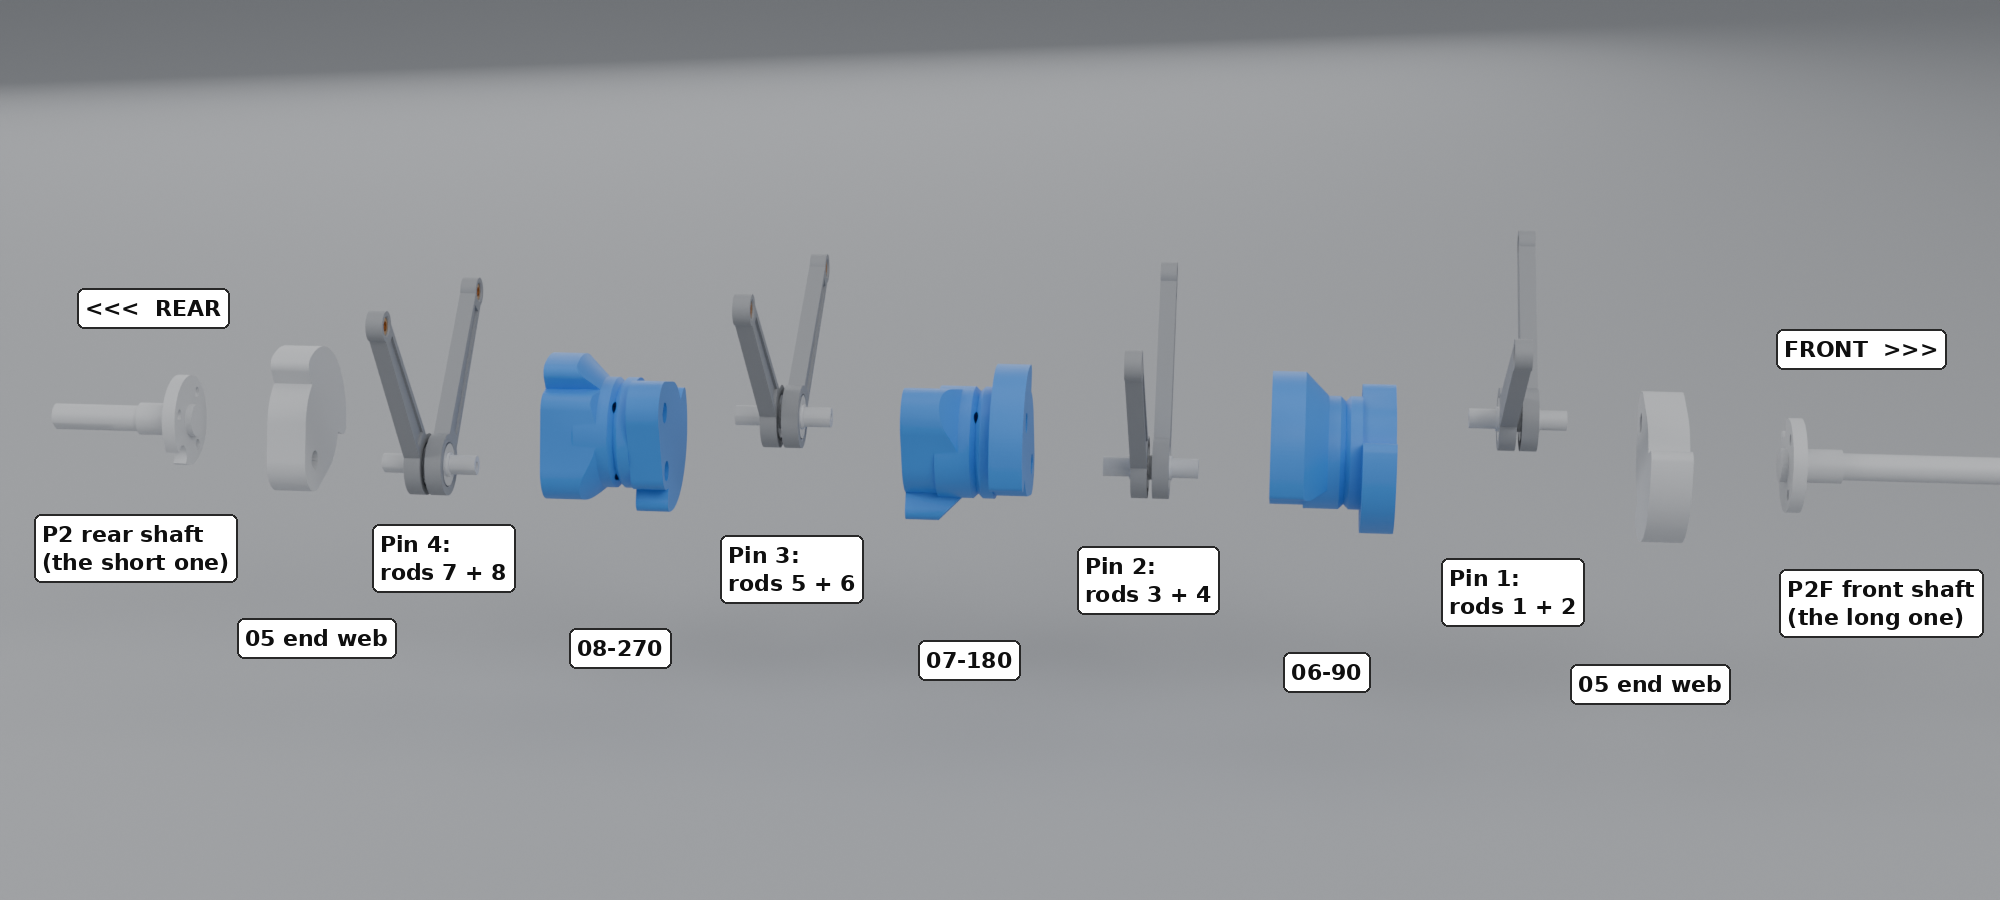 <<< REAR
FRONT >>>
P2 rear shaft
(the short one)
05 end web
Pin 4:
rods 7 + 8
08-270
Pin 3:
rods 5 + 6
07-180
Pin 2:
rods 3 + 4
06-90
Pin 1:
rods 1 + 2
05 end web
P2F front shaft
(the long one)